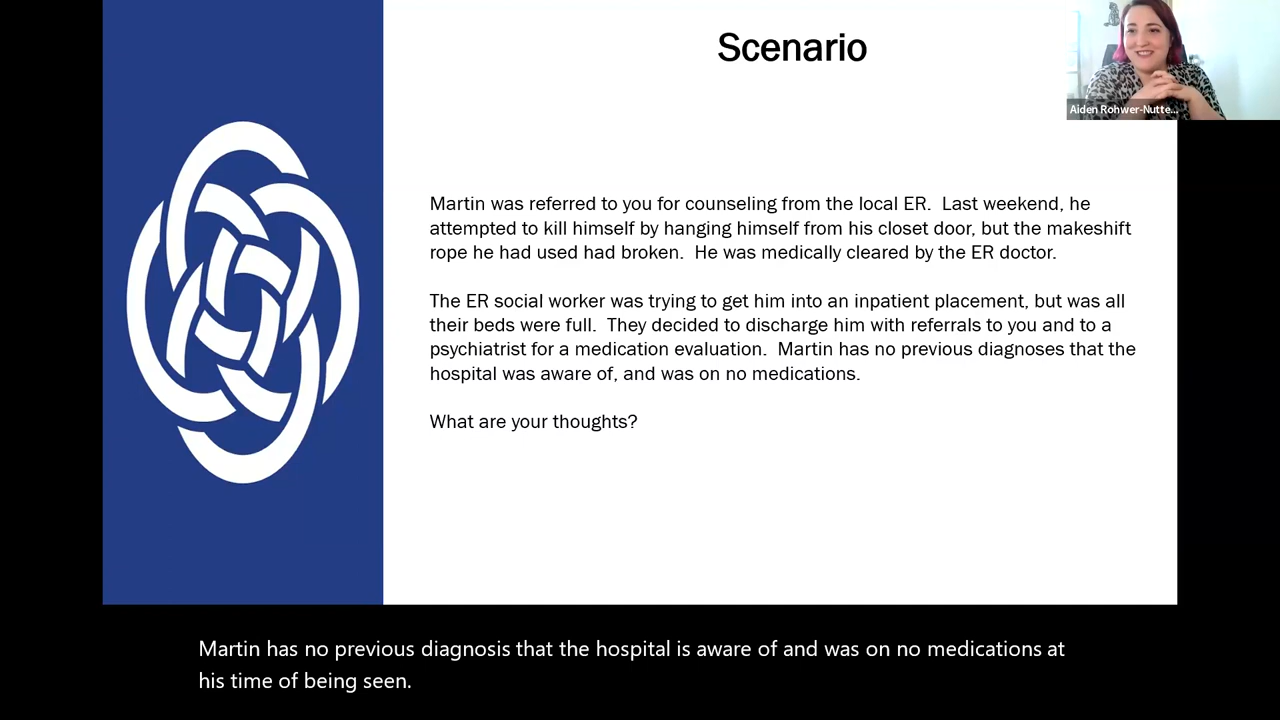 Scenario
Aiden Rohwer-Nutte...
Martin was referred to you for counseling from the local ER.  Last weekend, he
attempted to kill himself by hanging himself from his closet door, but the makeshift
rope he had used had broken.  He was medically cleared by the ER doctor.
The ER social worker was trying to get him into an inpatient placement, but was all
their beds were full.  They decided to discharge him with referrals to you and to a
psychiatrist for a medication evaluation.  Martin has no previous diagnoses that the
hospital was aware of, and was on no medications.
What are your thoughts?
Martin has no previous diagnosis that the hospital is aware of and was on no medications at
his time of being seen.